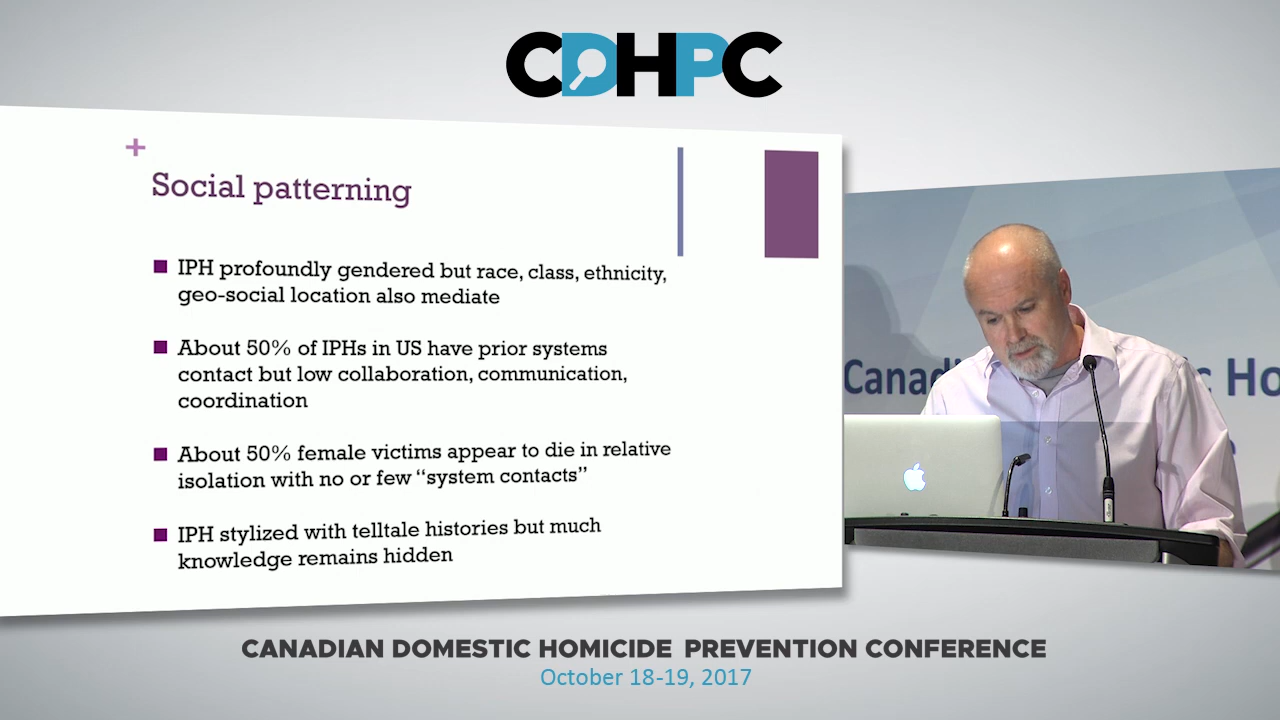 CDHPC
+
Social patterning
IPH profoundly gendered but race, class, ethnicity,
geo-social location also mediate
About 50% of IPHs in US have prior systems
contact but low collaboration, communication,
coordination
About 50% female victims appear to die in relative
isolation with no or few “system contacts”
IPH stylized with telltale histories but much
knowledge remains hidden
Canad
c Ho
CANADIAN DOMESTIC HOMICIDE PREVENTION CONFERENCE
October 18-19, 2017